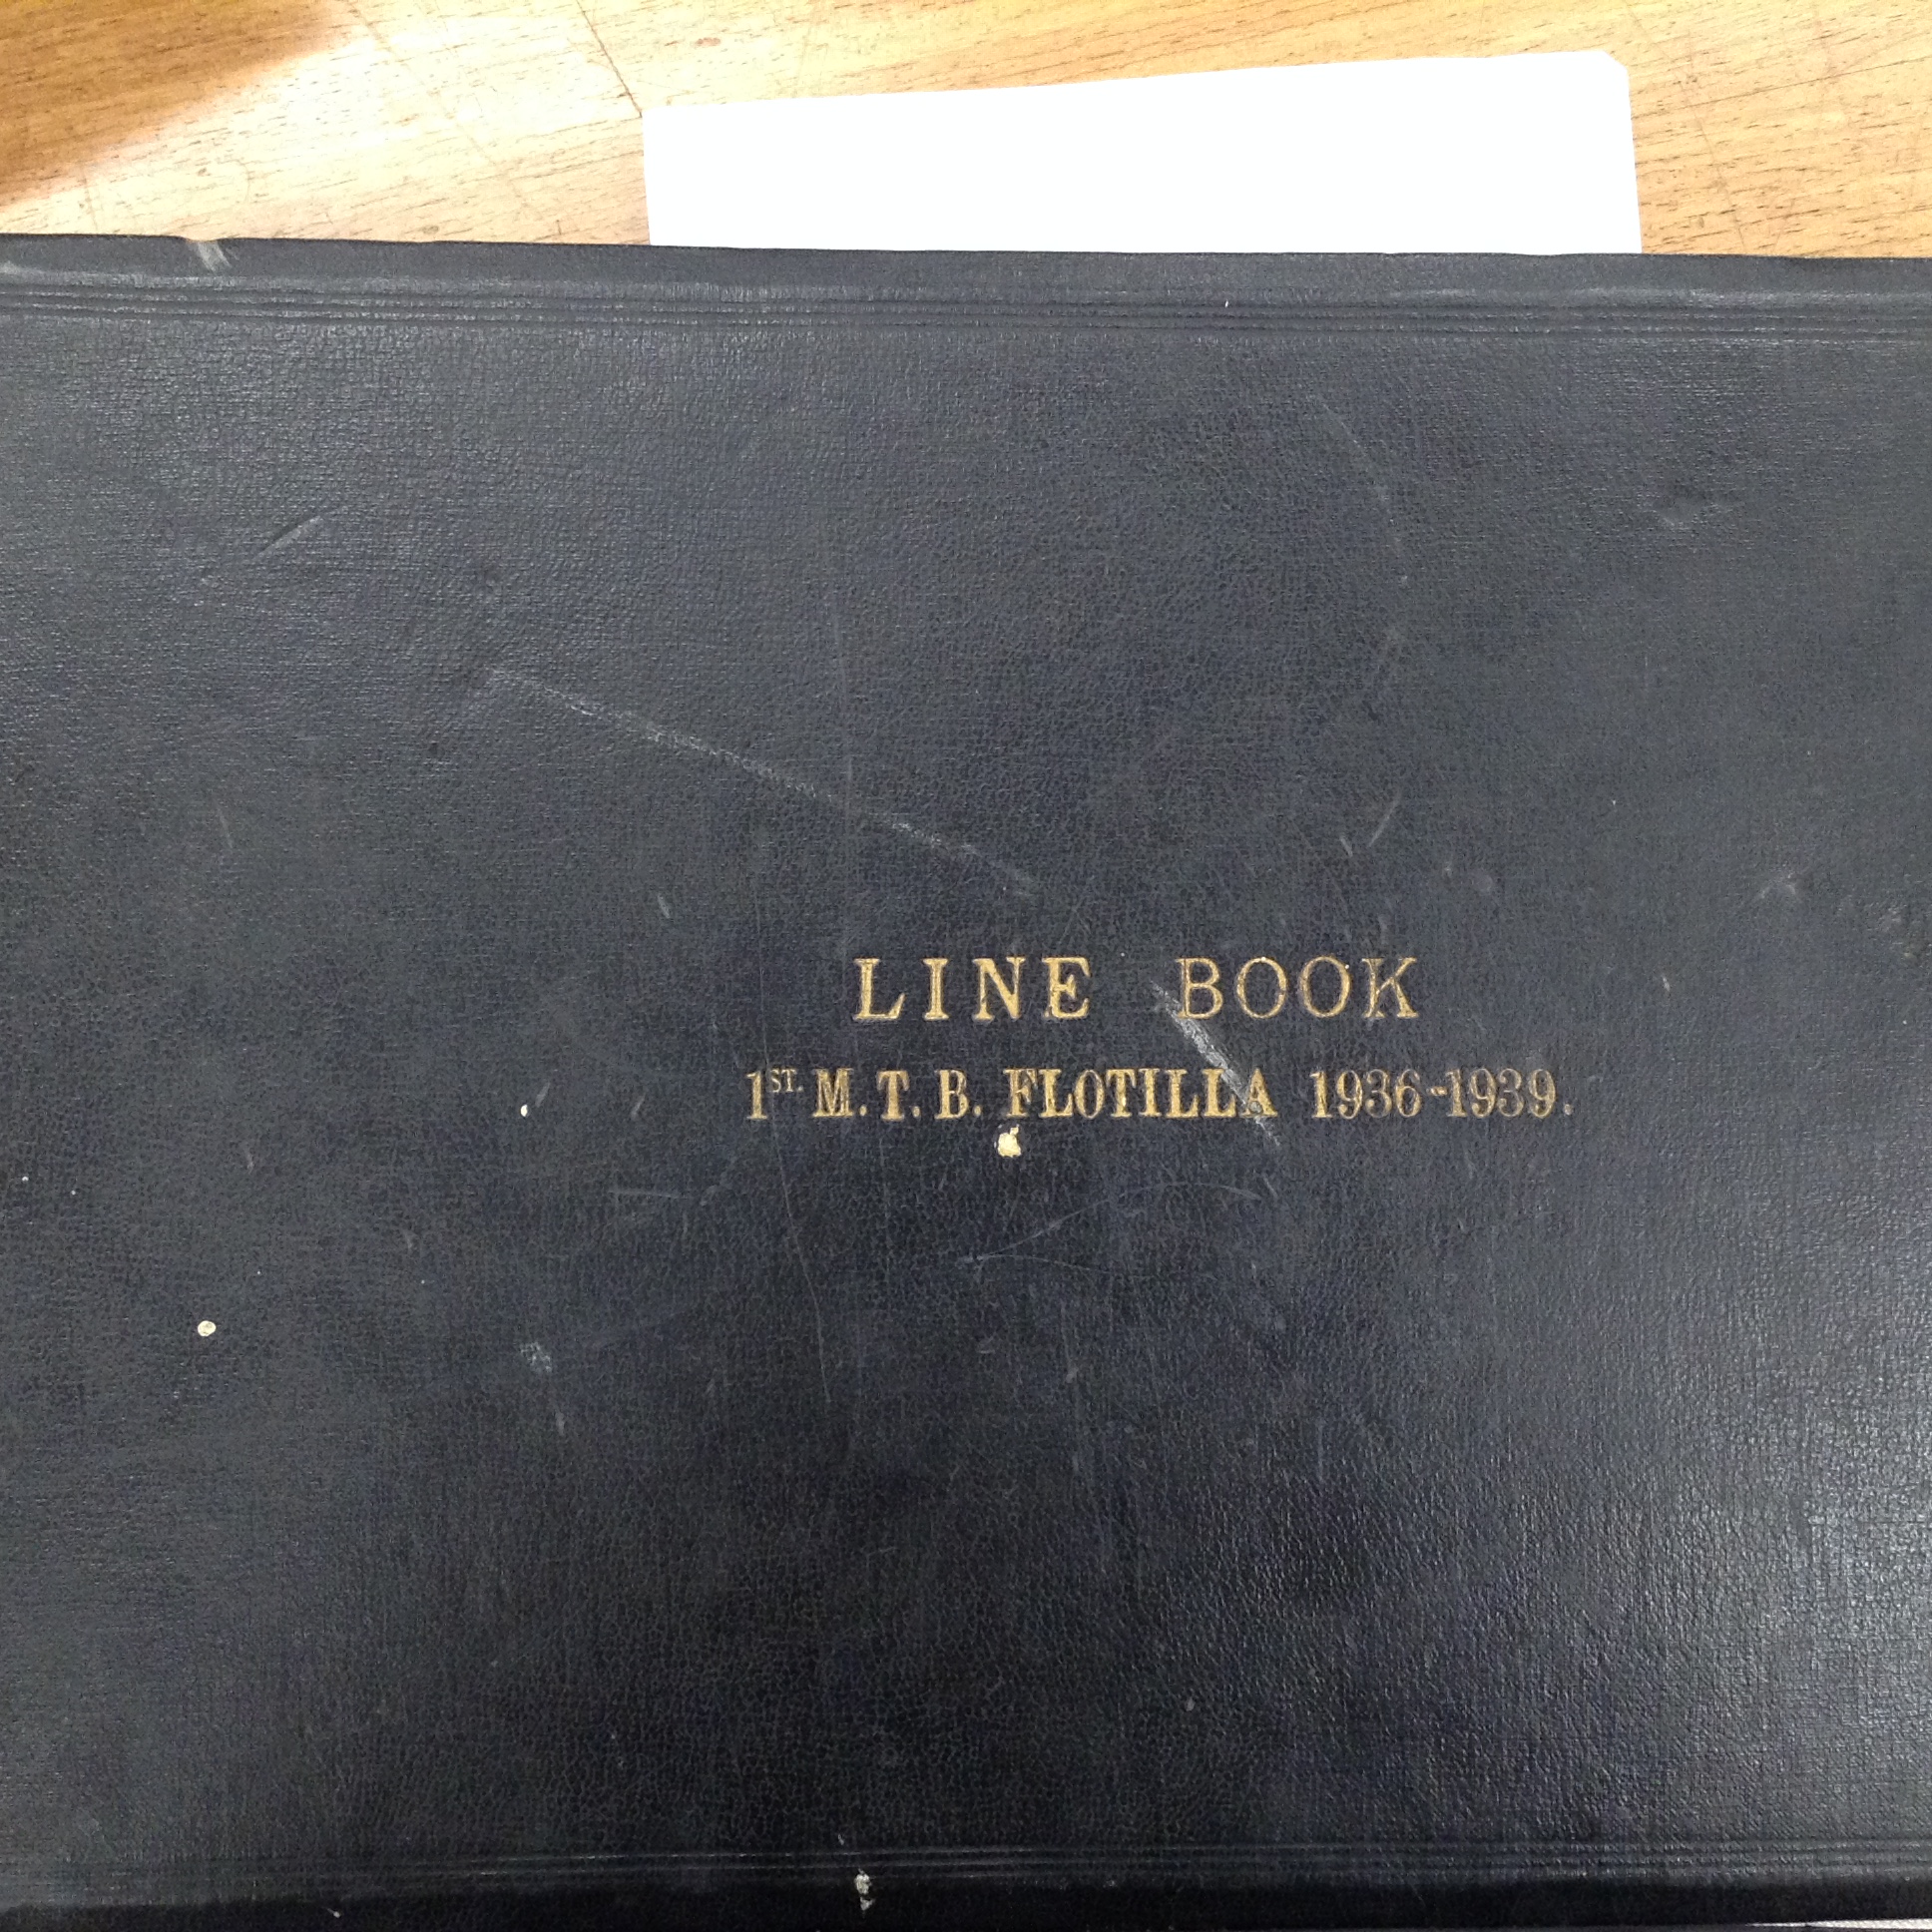 LINE BOOK
1ST. M. T. B. FLOTILLA 1936-1939.